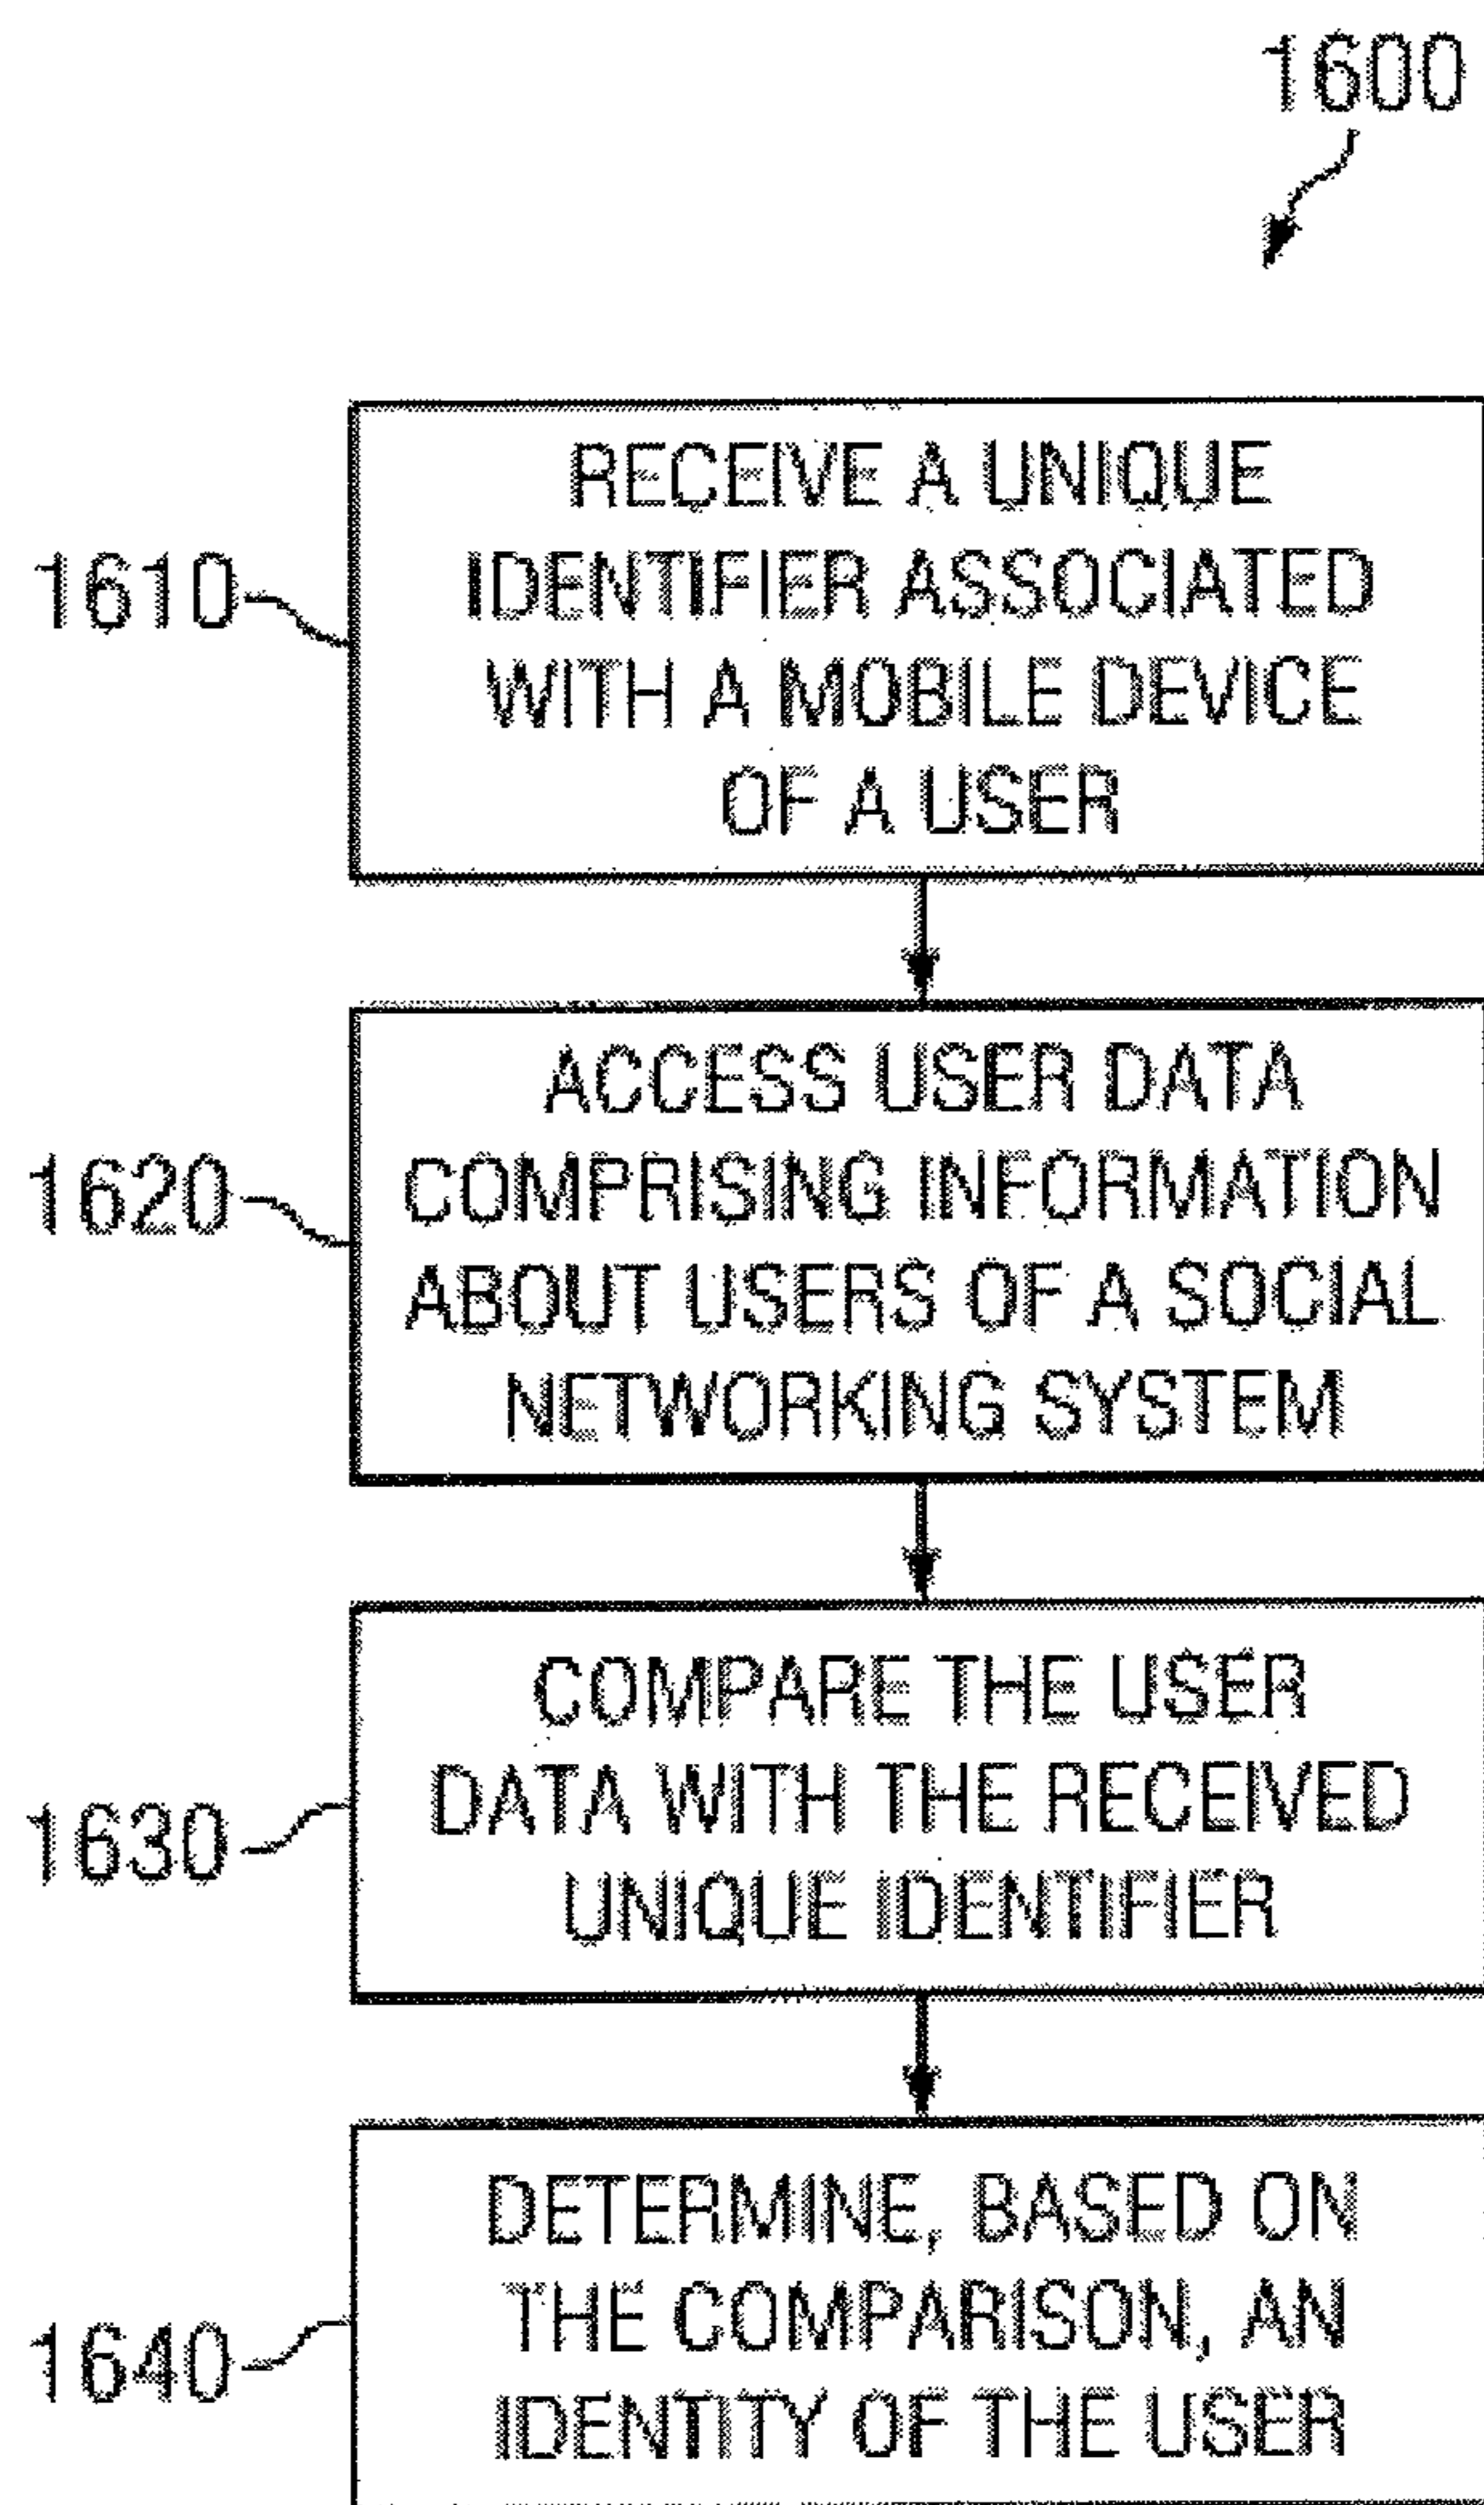 1600
RECEIVE A UNIQUE
IDENTIFIER ASSOCIATED
WITH A MOBILE DEVICE
OF A USER
1610
ACCESS USER DATA
COMPRISING INFORMATION
ABOUT USERS OF A SOCIAL
NETWORKING SYSTEM
1620
COMPARE THE USER
DATA WITH THE RECEIVED
UNIQUE IDENTIFIER
1630
DETERMINE, BASED ON
THE COMPARISON, AN
IDENTITY OF THE USER
1640